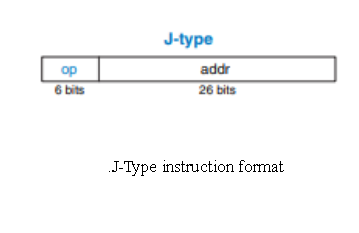 J-type
op addr
6 bits 26 bits
.J-Type instruction format